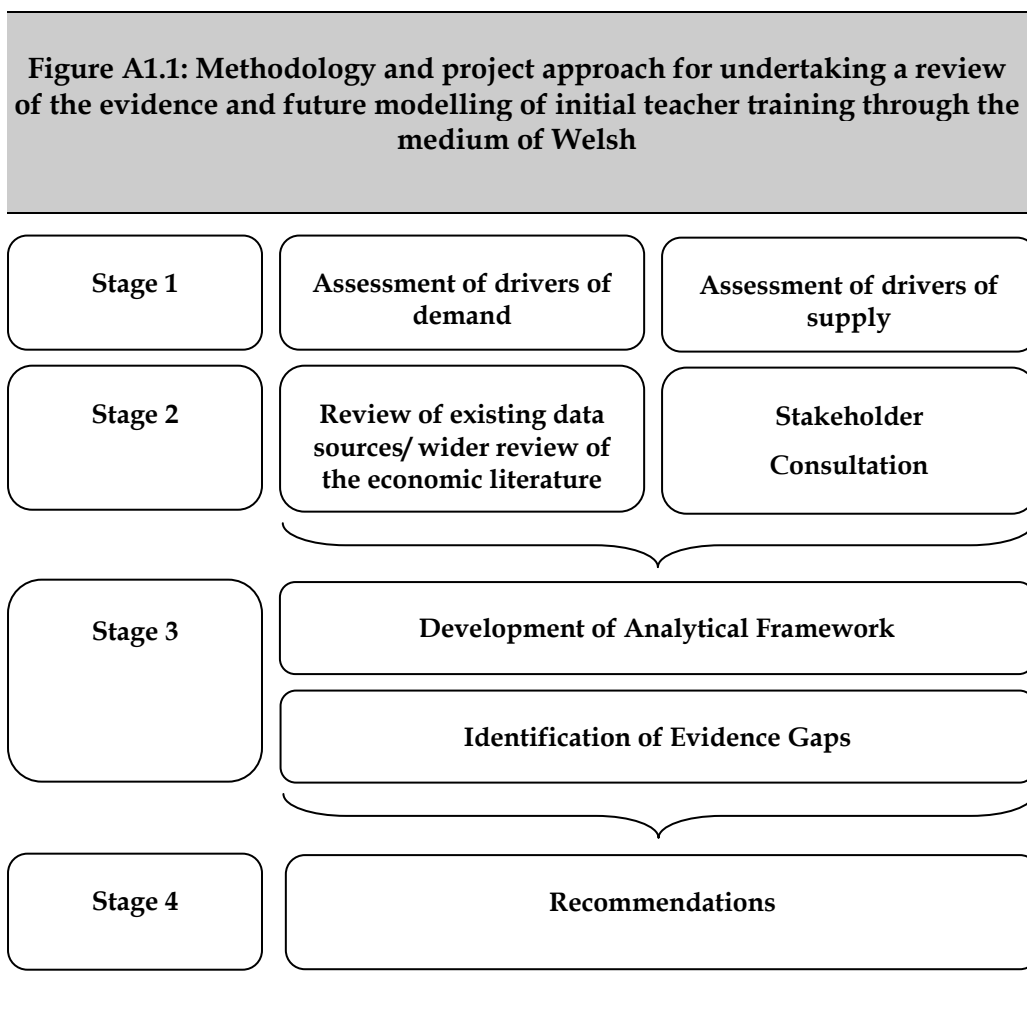 Figure A1.1: Methodology and project approach for undertaking a review
of the evidence and future modelling of initial teacher training through the
medium of Welsh
Stage 1
Assessment of drivers of
demand
Assessment of drivers of
supply
Stage 2
Review of existing data
sources/ wider review of
the economic literature
Stakeholder
Consultation
Stage 3
Development of Analytical Framework
Identification of Evidence Gaps
Stage 4
Recommendations